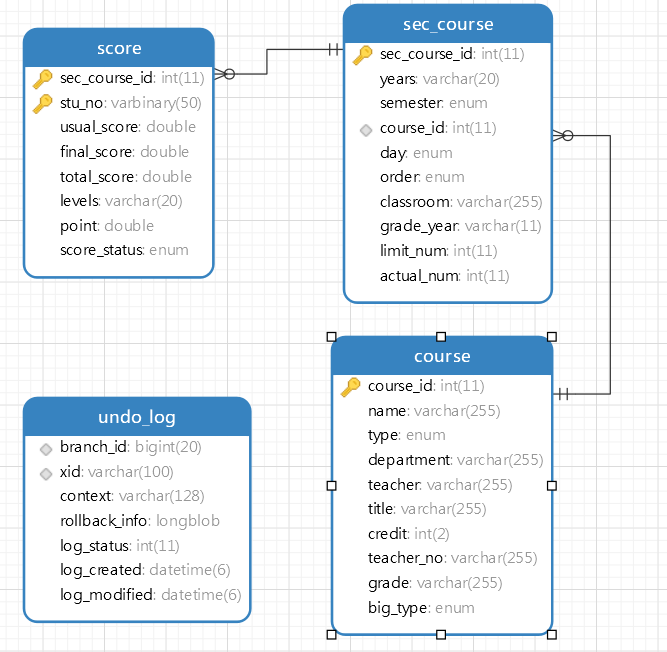 score
sec_course_id: int(11)
stu_no: varbinary(50)
usual_score: double
final_score: double
total_score: double
levels: varchar(20)
point: double
score_status: enum
sec_course
sec_course_id: int(11)
years: varchar(20)
semester: enum
course_id: int(11)
day: enum
order: enum
classroom: varchar(255)
grade_year: varchar(11)
limit_num: int(11)
actual_num: int(11)
undo_log
branch_id: bigint(20)
xid: varchar(100)
context: varchar(128)
rollback_info: longblob
log_status: int(11)
log_created: datetime(6)
log_modified: datetime(6)
course
course_id: int(11)
name: varchar(255)
type: enum
department: varchar(255)
teacher: varchar(255)
title: varchar(255)
credit: int(2)
teacher_no: varchar(255)
grade: varchar(255)
big_type: enum